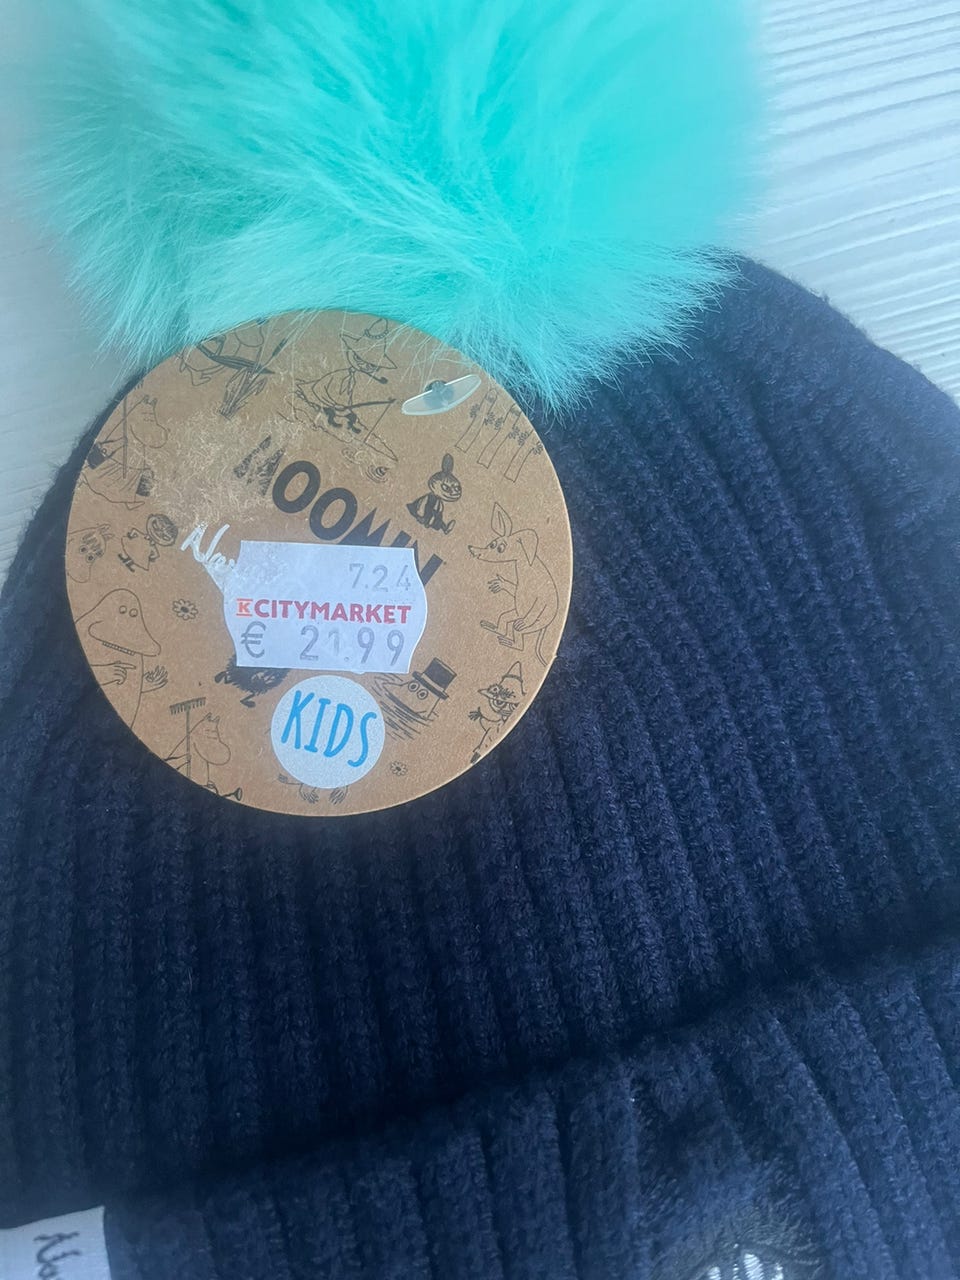 MOOMIN
7.24
K CITYMARKET
€ 21.99
KIDS